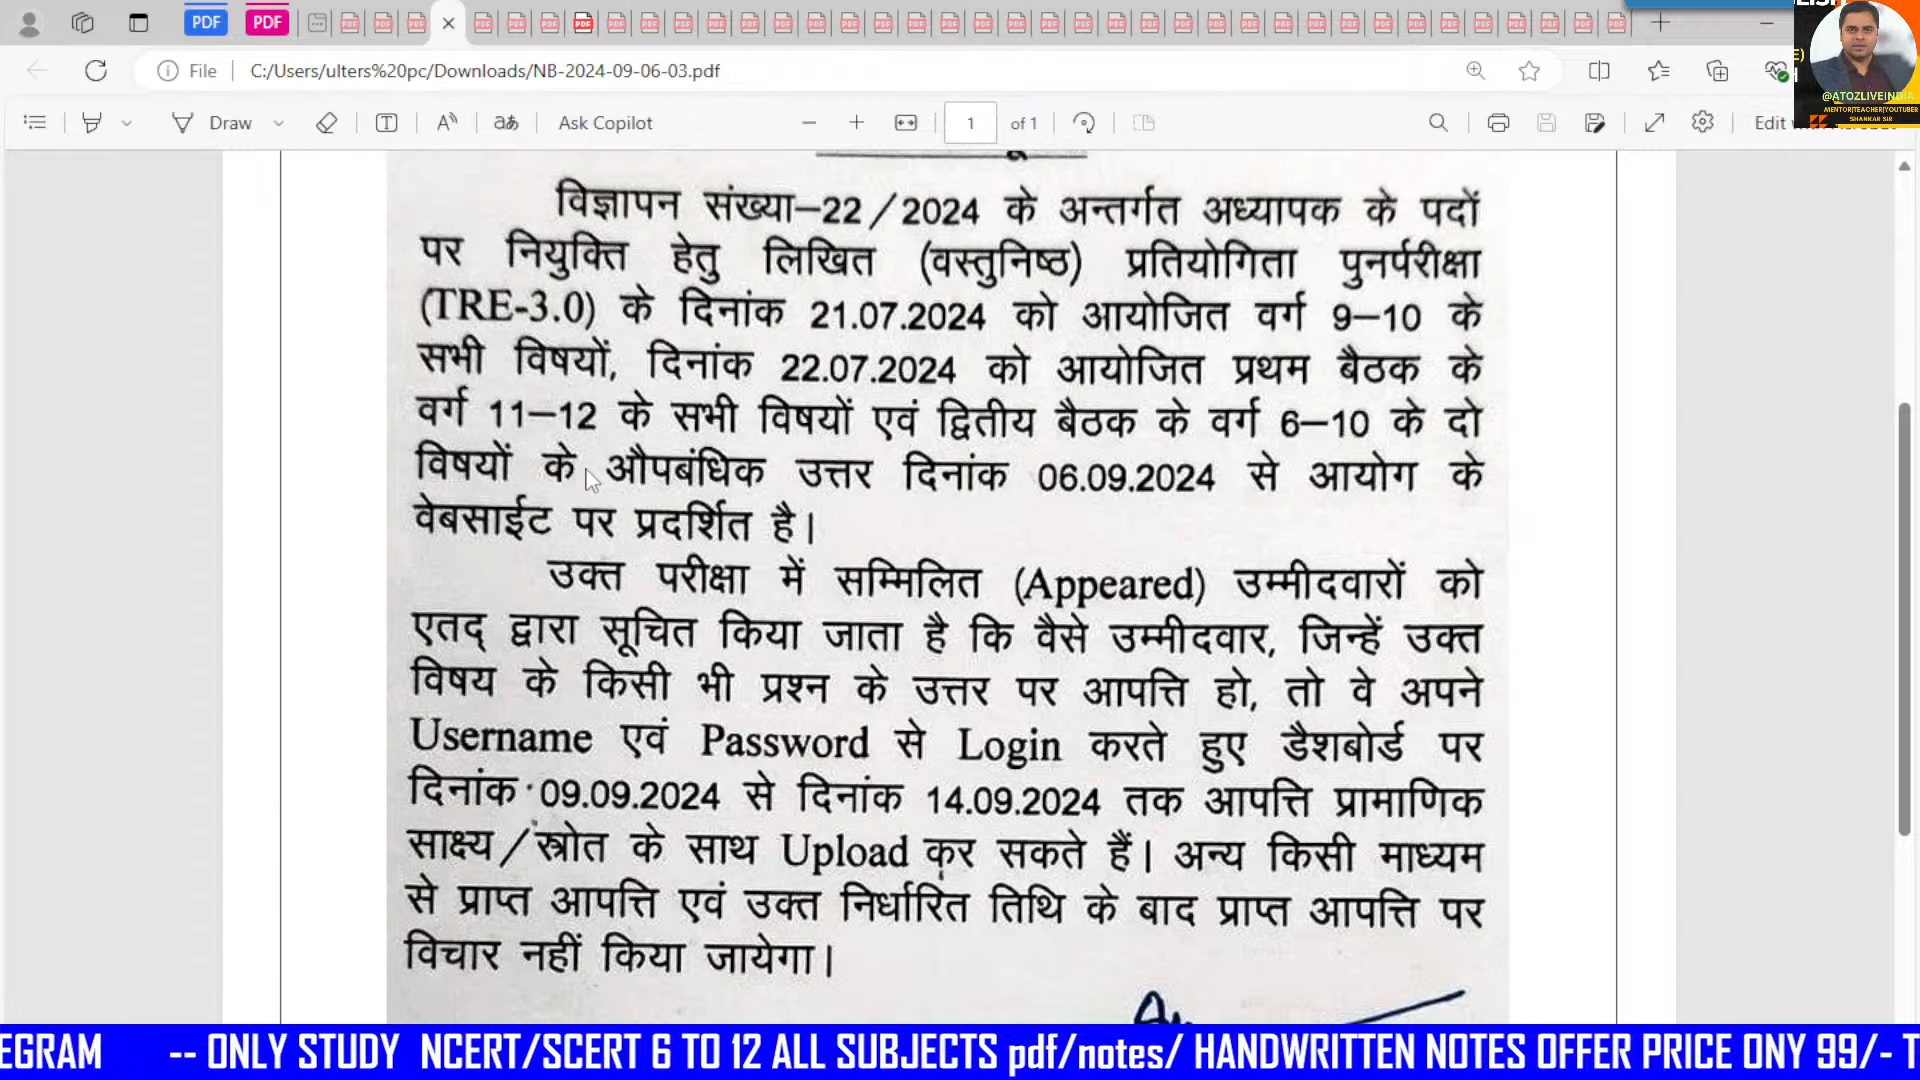 PDF
PDF
File
C:/Users/ulters%20pc/Downloads/NB-2024-09-06-03.pdf
Draw
Ask Copilot
1
of 1
@ATOZLIVEINDIA
MENTOR|TEACHER|YOUTUBER
SHANKAR SIR
विज्ञापन संख्या–22/2024 के अन्तर्गत अध्यापक के पदों
पर नियुक्ति हेतु लिखित (वस्तुनिष्ठ) प्रतियोगिता पुनर्परीक्षा
(TRE-3.0) के दिनांक 21.07.2024 को आयोजित वर्ग 9–10 के
सभी विषयों, दिनांक 22.07.2024 को आयोजित प्रथम बैठक के
वर्ग 11–12 के सभी विषयों एवं द्वितीय बैठक के वर्ग 6–10 के दो
विषयों के औपबंधिक उत्तर दिनांक 06.09.2024 से आयोग के
वेबसाईट पर प्रदर्शित है।
उक्त परीक्षा में सम्मिलित (Appeared) उम्मीदवारों को
एतद् द्वारा सूचित किया जाता है कि वैसे उम्मीदवार, जिन्हें उक्त
विषय के किसी भी प्रश्न के उत्तर पर आपत्ति हो, तो वे अपने
Username एवं Password से Login करते हुए डैशबोर्ड पर
दिनांक 09.09.2024 से दिनांक 14.09.2024 तक आपत्ति प्रामाणिक
साक्ष्य/स्त्रोत के साथ Upload कर सकते हैं। अन्य किसी माध्यम
से प्राप्त आपत्ति एवं उक्त निर्धारित तिथि के बाद प्राप्त आपत्ति पर
विचार नहीं किया जायेगा।
EGRAM -- ONLY STUDY NCERT/SCERT 6 TO 12 ALL SUBJECTS pdf/notes/ HANDWRITTEN NOTES OFFER PRICE ONY 99/- T